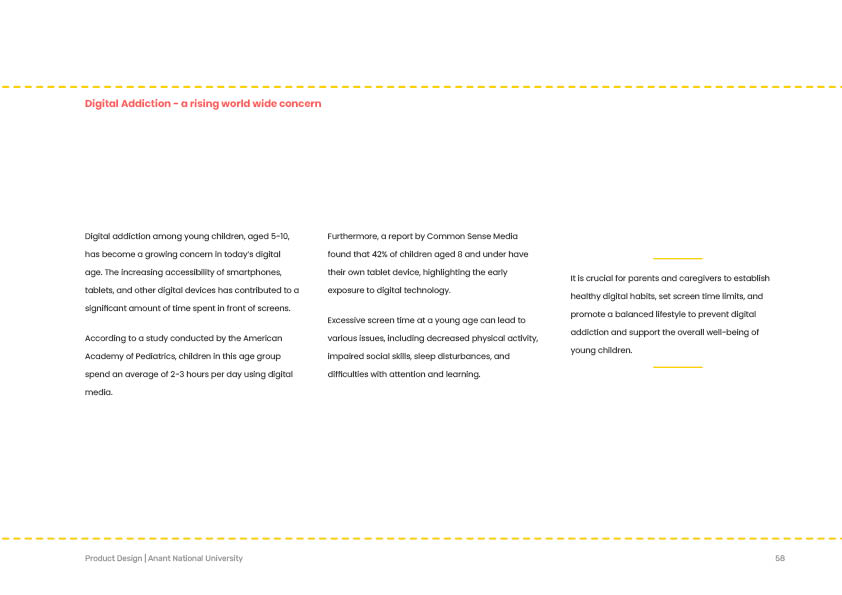 Digital Addiction - a rising world wide concern
Digital addiction among young children, aged 5-10,
has become a growing concern in today's digital
age. The increasing accessibility of smartphones,
tablets, and other digital devices has contributed to a
significant amount of time spent in front of screens.
According to a study conducted by the American
Academy of Pediatrics, children in this age group
spend an average of 2-3 hours per day using digital
media.
Furthermore, a report by Common Sense Media
found that 42% of children aged 8 and under have
their own tablet device, highlighting the early
exposure to digital technology.
Excessive screen time at a young age can lead to
various issues, including decreased physical activity,
impaired social skills, sleep disturbances, and
difficulties with attention and learning.
It is crucial for parents and caregivers to establish
healthy digital habits, set screen time limits, and
promote a balanced lifestyle to prevent digital
addiction and support the overall well-being of
young children.
Product Design | Anant National University
58